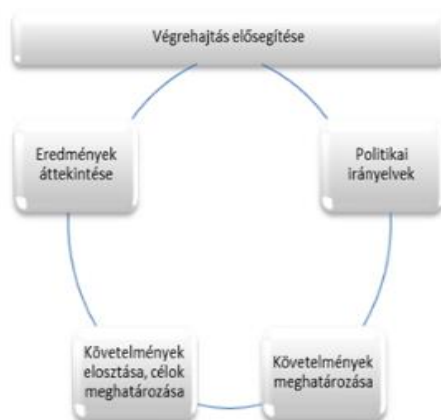 Végrehajtás elősegítése
Eredmények
áttekintése
Politikai
irányelvek
Követelmények
elosztása, célok
meghatározása
Követelmények
meghatározása